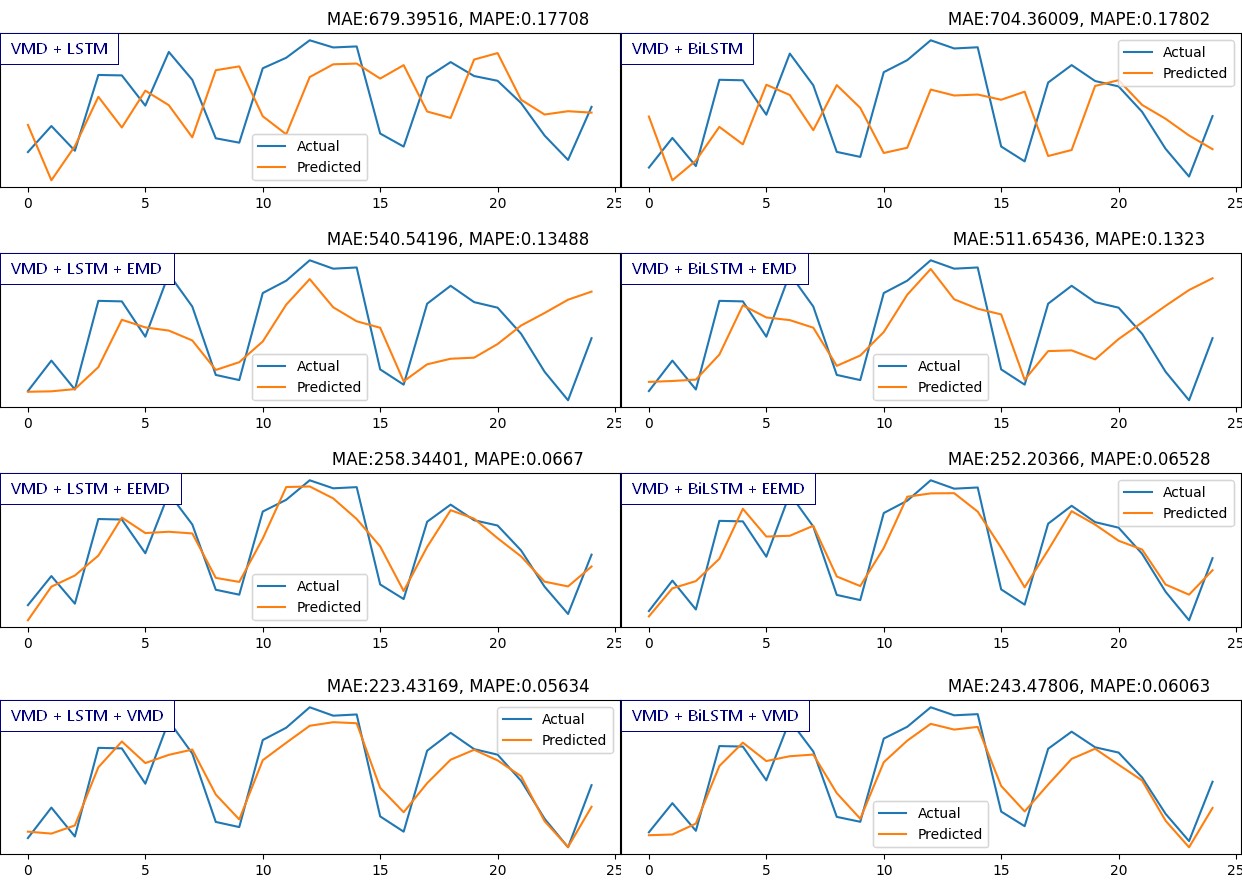 MAE:679.39516, MAPE:0.17708
VMD + LSTM
Actual
Predicted
0 5 10 15 20 25
MAE:704.36009, MAPE:0.17802
VMD + BiLSTM
Actual
Predicted
0 5 10 15 20 25
MAE:540.54196, MAPE:0.13488
VMD + LSTM + EMD
Actual
Predicted
0 5 10 15 20 25
MAE:511.65436, MAPE:0.1323
VMD + BiLSTM + EMD
Actual
Predicted
0 5 10 15 20 25
MAE:258.34401, MAPE:0.0667
VMD + LSTM + EEMD
Actual
Predicted
0 5 10 15 20 25
MAE:252.20366, MAPE:0.06528
VMD + BiLSTM + EEMD
Actual
Predicted
0 5 10 15 20 25
MAE:223.43169, MAPE:0.05634
VMD + LSTM + VMD
Actual
Predicted
0 5 10 15 20 25
MAE:243.47806, MAPE:0.06063
VMD + BiLSTM + VMD
Actual
Predicted
0 5 10 15 20 25